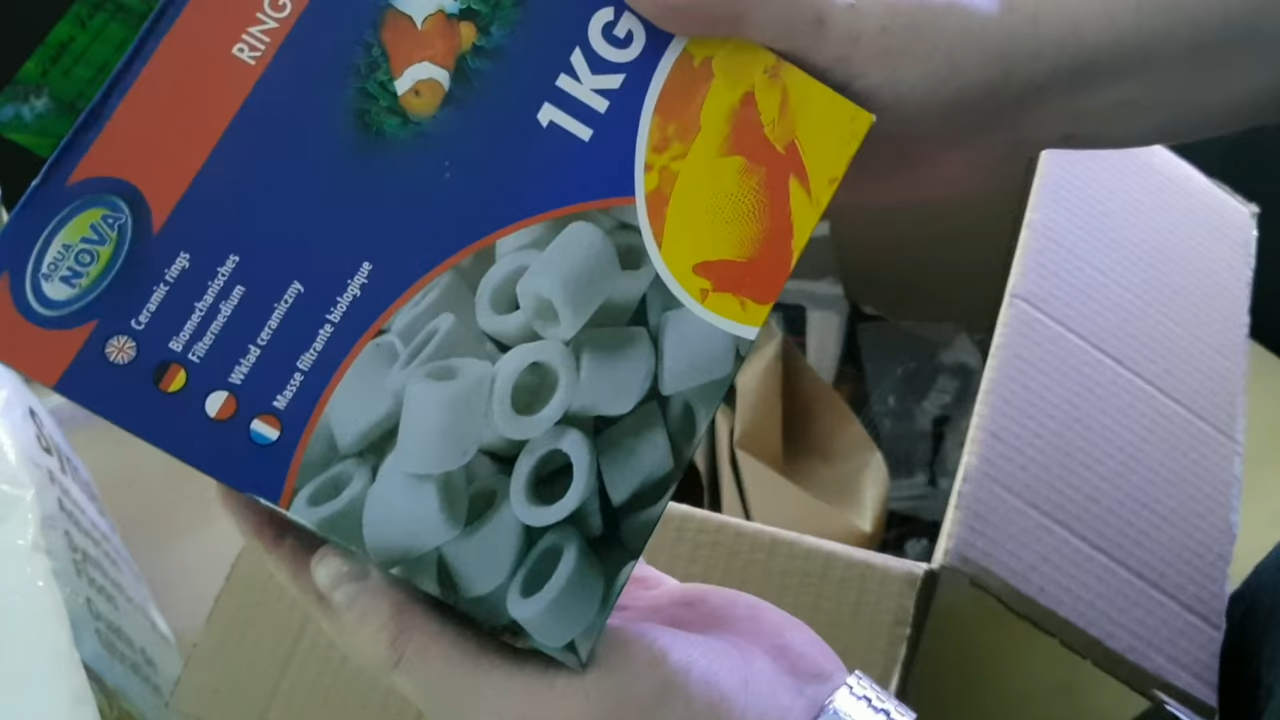 RING
1KG
AQUA
NOVA
Ceramic rings
Biomechanisches
Filtermedium
Wkład ceramiczny
Masse filtrante biologique